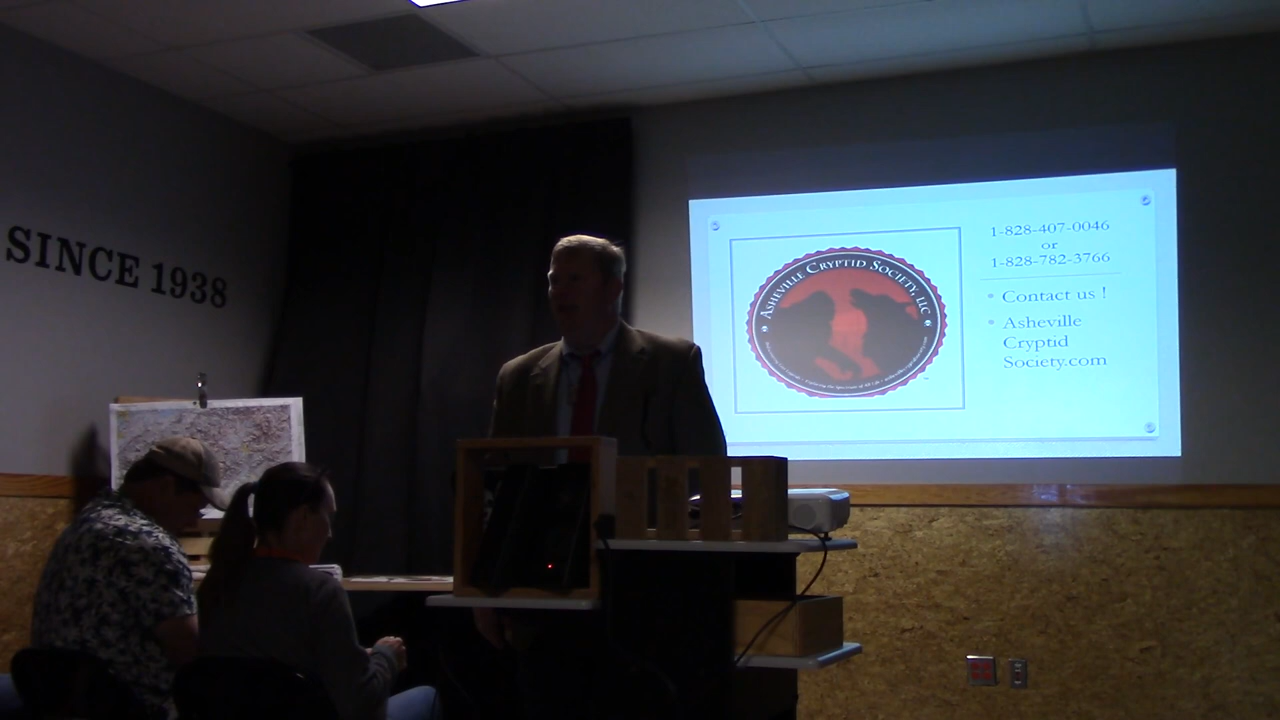 SINCE 1938
ASHEVILLE CRYPTID SOCIETY, LLC
1-828-407-0046
or
1-828-782-3766
• Contact us !
• Asheville
Cryptid
Society.com